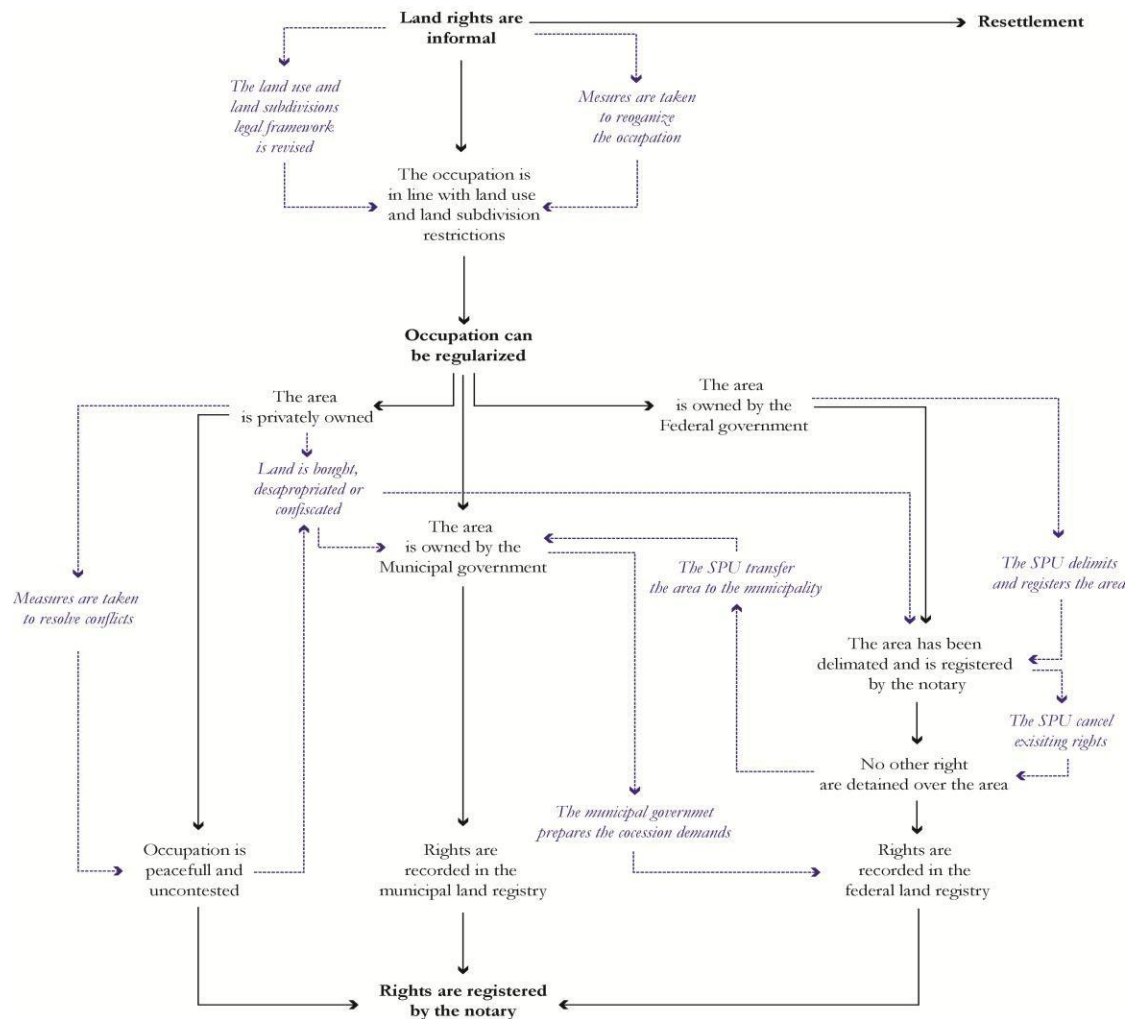 Land rights are
informal
Resettlement
The land use and
land subdivisions
legal framework
is revised
Mesures are taken
to reoganize
the occupation
The occupation is
in line with land use
and land subdivision
restrictions
Occupation can
be regularized
The area
is privately owned
The area
is owned by the
Federal government
Land is bought,
desapropriated or
confiscated
The area
is owned by the
Municipal government
The SPU transfer
the area to the municipality
The SPU delimits
and registers the area
Measures are taken
to resolve conflicts
The area has been
delimated and is registered
by the notary
The SPU cancel
exisiting rights
No other right
are detained over the area
The municipal governmet
prepares the cocession demands
Occupation is
peacefull and
uncontested
Rights are
recorded in the
municipal land registry
Rights are
recorded in the
federal land registry
Rights are registered
by the notary